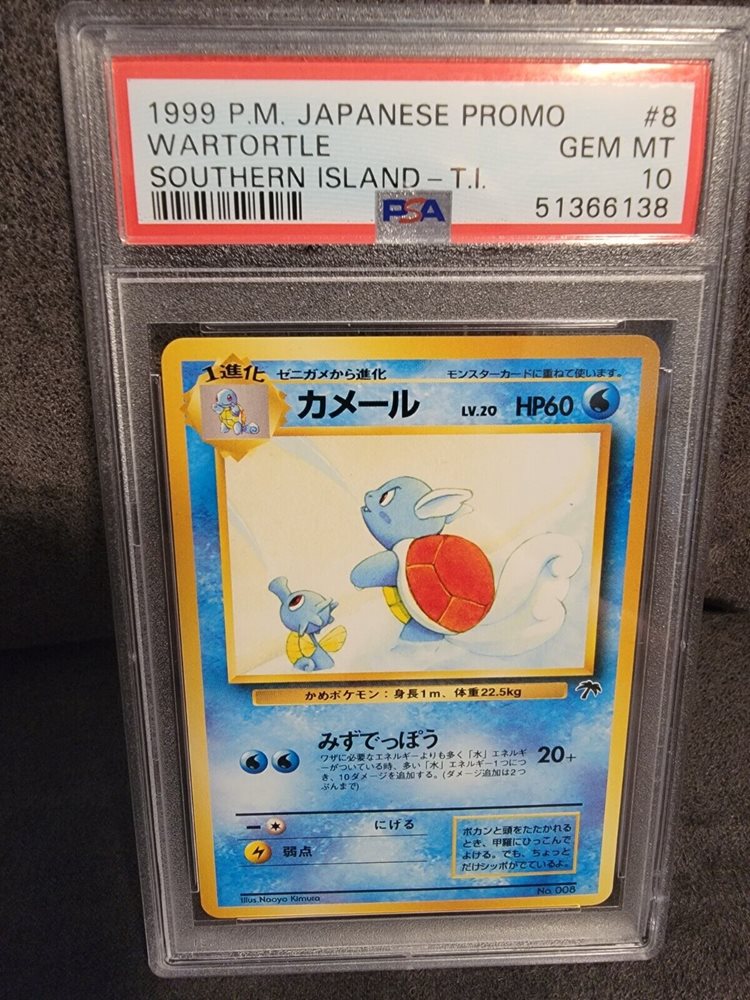 1999 P.M. JAPANESE PROMO #8
WARTORTLE GEM MT
SOUTHERN ISLAND - T.I. 10
PSA 51366138
1進化 ゼニガメから進化 モンスターカードに重ねて使います。
カメール LV.20 HP60
かめポケモン:身長1m、体重22.5kg
みずでっぽう
ワザに必要なエネルギーよりも多く「水」エネルギ
ーがついている時、多い「水」エネルギー1つにつ
き、10ダメージを追加する。(ダメージ追加は2つ
ぶんまで)
20+
ー にげる
弱点
ポカンと頭をたたかれる
とき、甲羅にひっこんで
よける。でも、ちょっと
だけシッポがでているよ。
Illus.Naoyo Kimura No.008